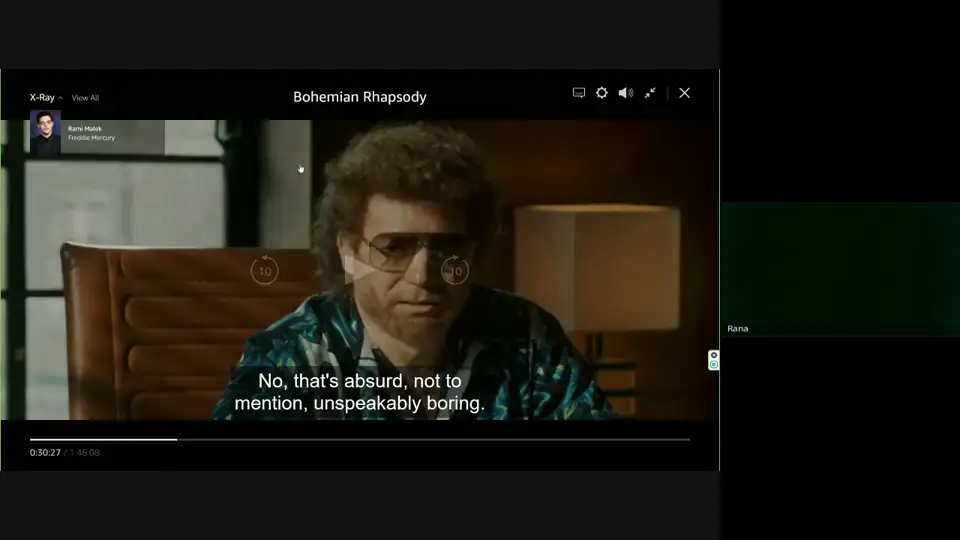 X-Ray View All
Bohemian Rhapsody
Rami Malek
Freddie Mercury
10
10
No, that's absurd, not to
mention, unspeakably boring.
Rana
0:30:27 / 1:46:08